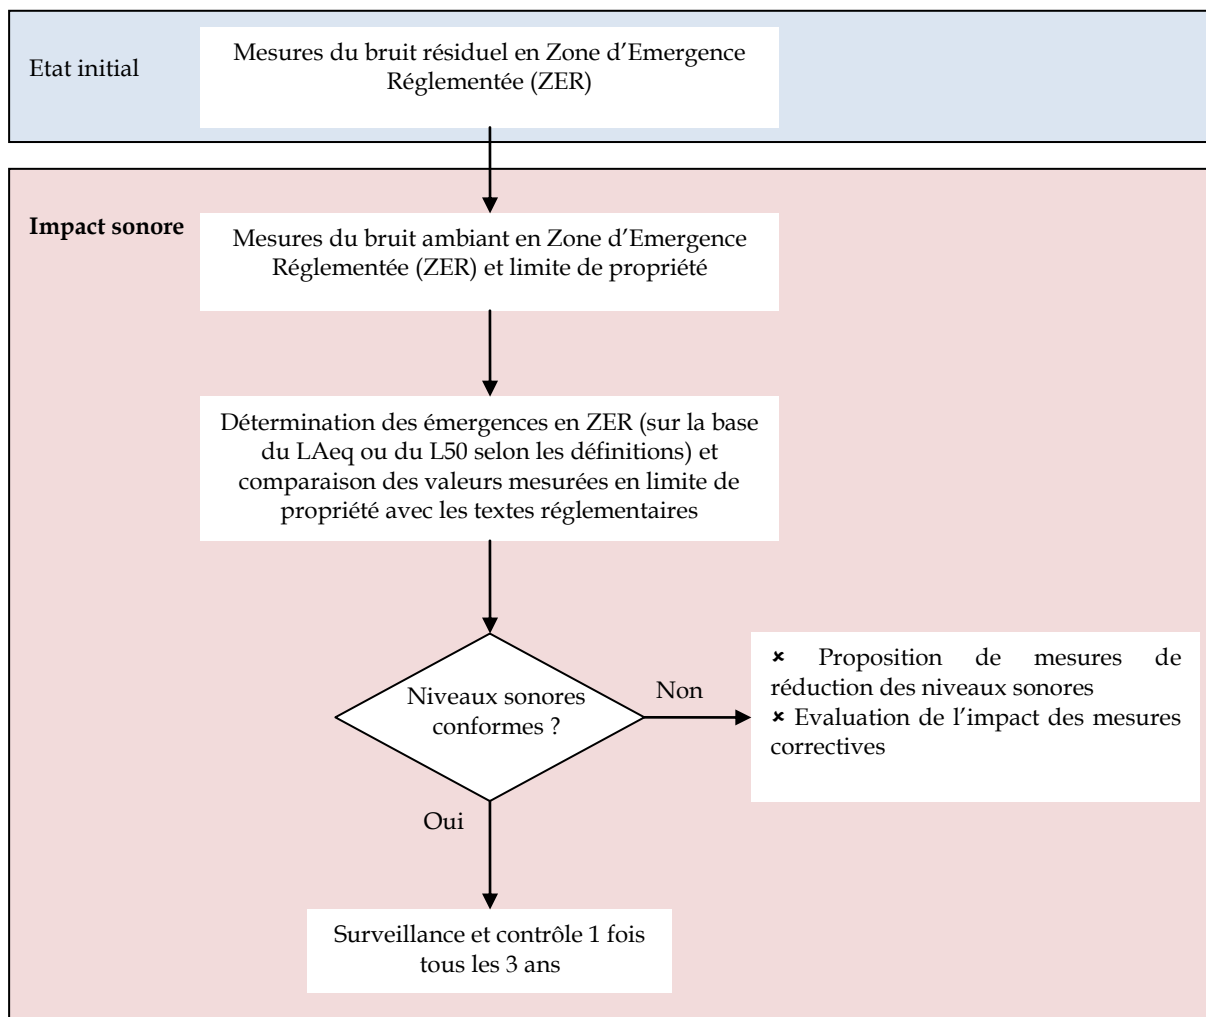 Etat initial
Mesures du bruit résiduel en Zone d’Emergence
Réglementée (ZER)
Impact sonore
Mesures du bruit ambiant en Zone d’Emergence
Réglementée (ZER) et limite de propriété
Détermination des émergences en ZER (sur la base
du LAeq ou du L50 selon les définitions) et
comparaison des valeurs mesurées en limite de
propriété avec les textes réglementaires
Niveaux sonores
conformes ?
Non
× Proposition de mesures de
réduction des niveaux sonores
× Evaluation de l’impact des mesures
correctives
Oui
Surveillance et contrôle 1 fois
tous les 3 ans